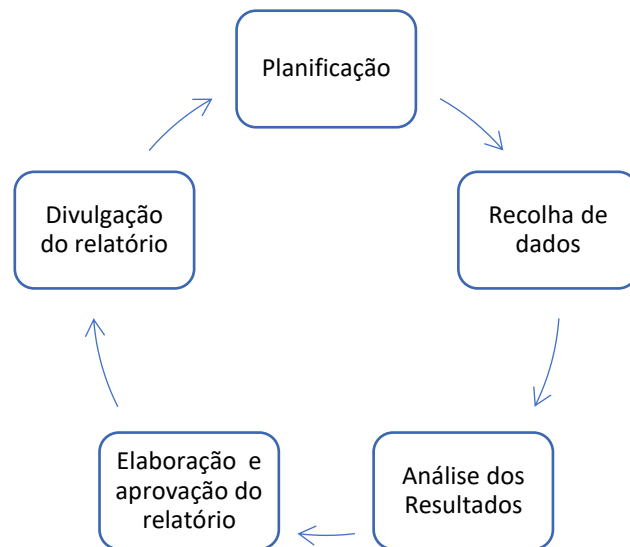 Planificação
Recolha de
dados
Análise dos
Resultados
Elaboração e
aprovação do
relatório
Divulgação
do relatório